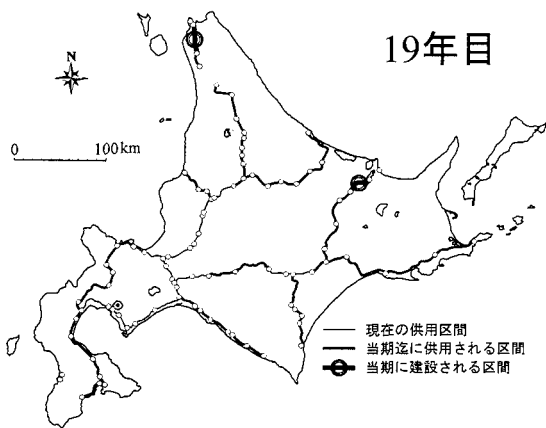 19年目
N
0 100km
現在の供用区間
当期迄に供用される区間
当期に建設される区間